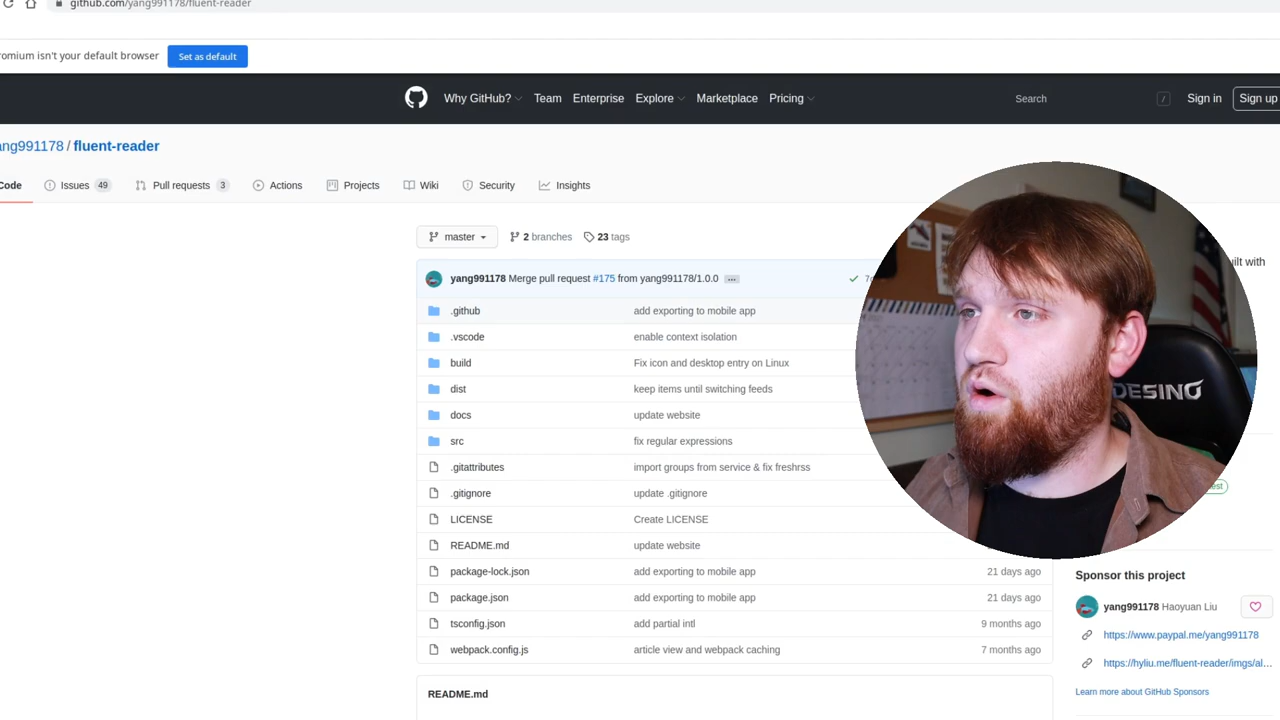 github.com/yang991178/fluent-reader
romium isn't your default browser Set as default
Why GitHub? Team Enterprise Explore Marketplace Pricing Search / Sign in Sign up
ang991178 / fluent-reader
Code Issues 49 Pull requests 3 Actions Projects Wiki Security Insights
master 2 branches 23 tags
uilt with
yang991178 Merge pull request #175 from yang991178/1.0.0 ...
.github add exporting to mobile app
.vscode enable context isolation
build Fix icon and desktop entry on Linux
dist keep items until switching feeds
DESINO
docs update website
src fix regular expressions
.gitattributes import groups from service & fix freshrss
est
.gitignore update .gitignore
LICENSE Create LICENSE
README.md update website
package-lock.json add exporting to mobile app 21 days ago
Sponsor this project
package.json add exporting to mobile app 21 days ago
yang991178 Haoyuan Liu
tsconfig.json add partial intl 9 months ago
https://www.paypal.me/yang991178
webpack.config.js article view and webpack caching 7 months ago
https://hyliu.me/fluent-reader/imgs/al...
README.md
Learn more about GitHub Sponsors